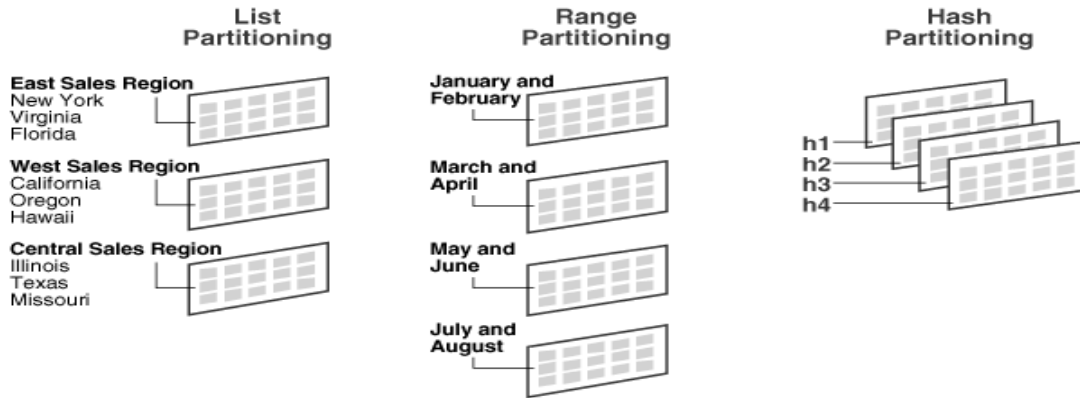 List
Partitioning
East Sales Region
New York
Virginia
Florida
West Sales Region
California
Oregon
Hawaii
Central Sales Region
Illinois
Texas
Missouri
Range
Partitioning
January and
February
March and
April
May and
June
July and
August
Hash
Partitioning
h1
h2
h3
h4